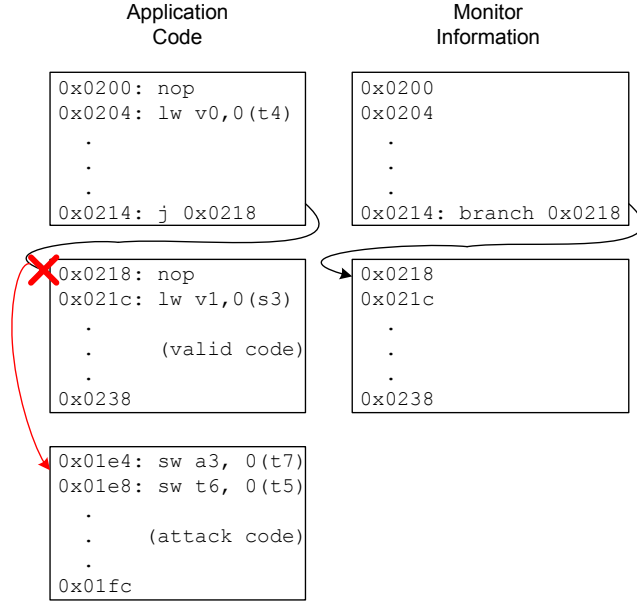 Application
Code
Monitor
Information
0x0200: nop
0x0204: lw v0,0(t4)
.
.
.
0x0214: j 0x0218
0x0200
0x0204
.
.
.
0x0214: branch 0x0218
0x0218: nop
0x021c: lw v1,0(s3)
.
. (valid code)
.
0x0238
0x0218
0x021c
.
.
.
0x0238
0x01e4: sw a3, 0(t7)
0x01e8: sw t6, 0(t5)
.
. (attack code)
.
0x01fc